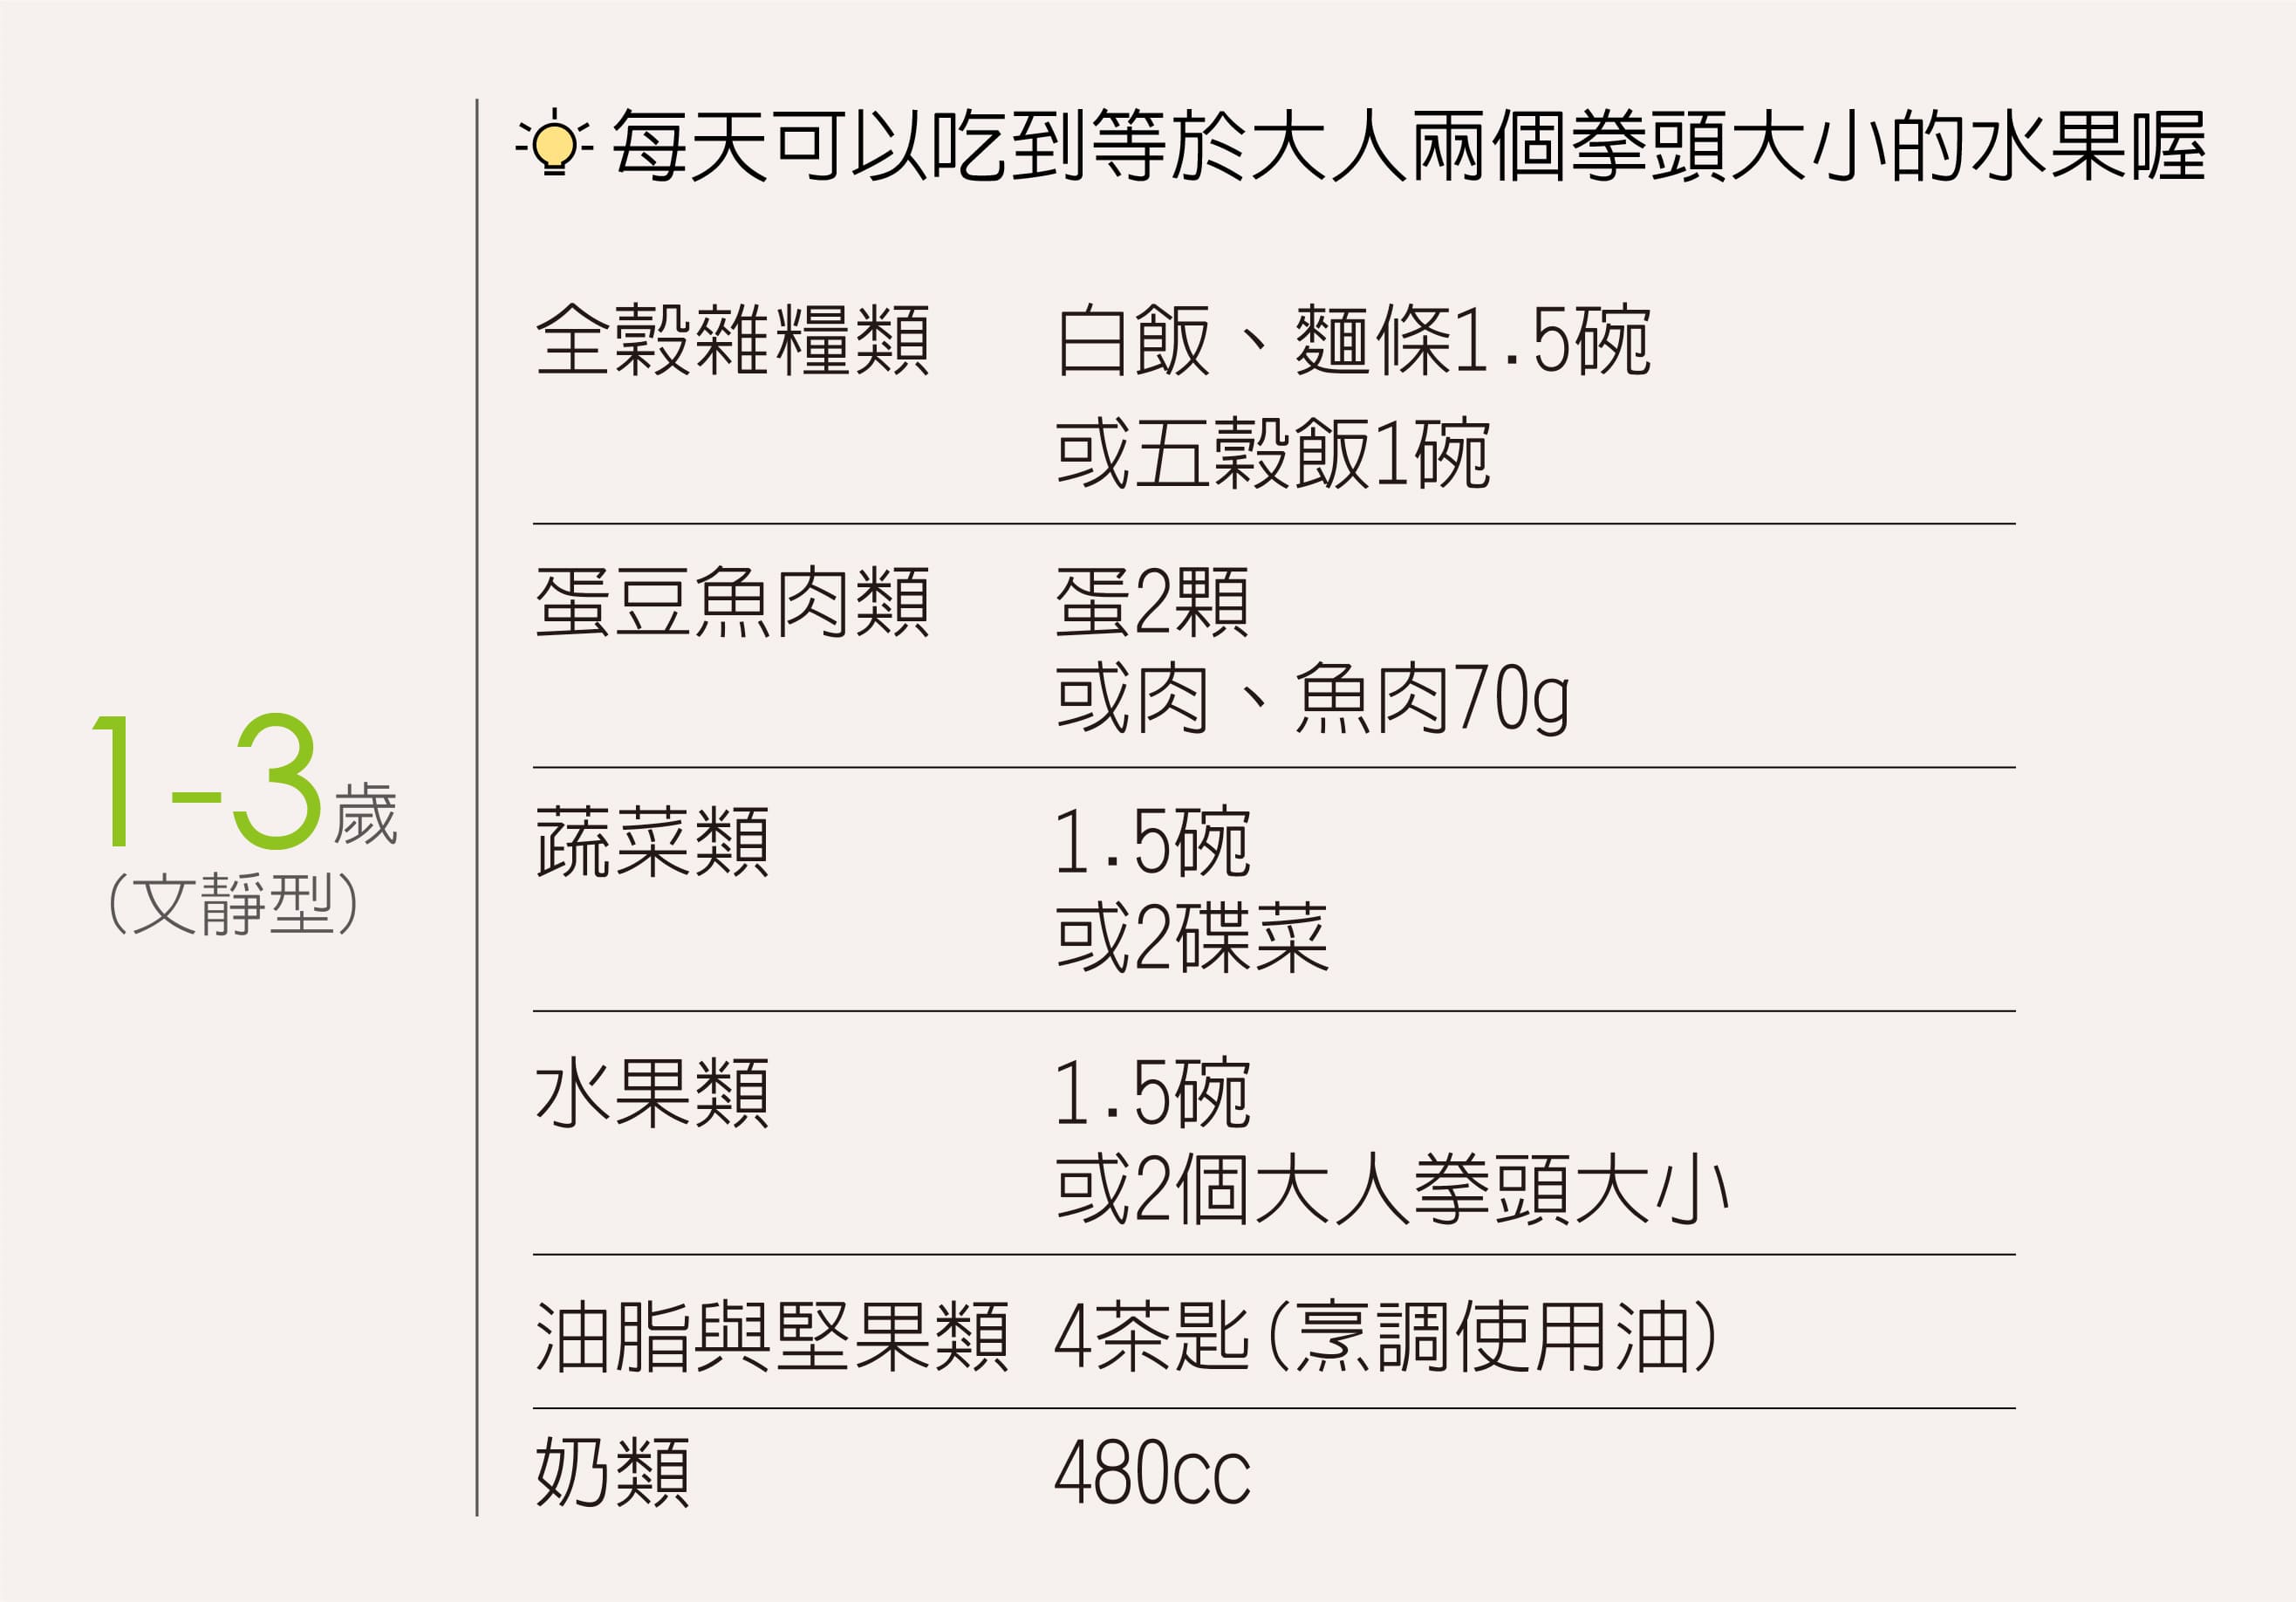 每天可以吃到等於大人兩個拳頭大小的水果喔
1-3歲
(文靜型)
全穀雜糧類 白飯、麵條1.5碗
或五穀飯1碗
蛋豆魚肉類 蛋2顆
或肉、魚肉70g
蔬菜類 1.5碗
或2碟菜
水果類 1.5碗
或2個大人拳頭大小
油脂與堅果類 4茶匙(烹調使用油)
奶類 480cc